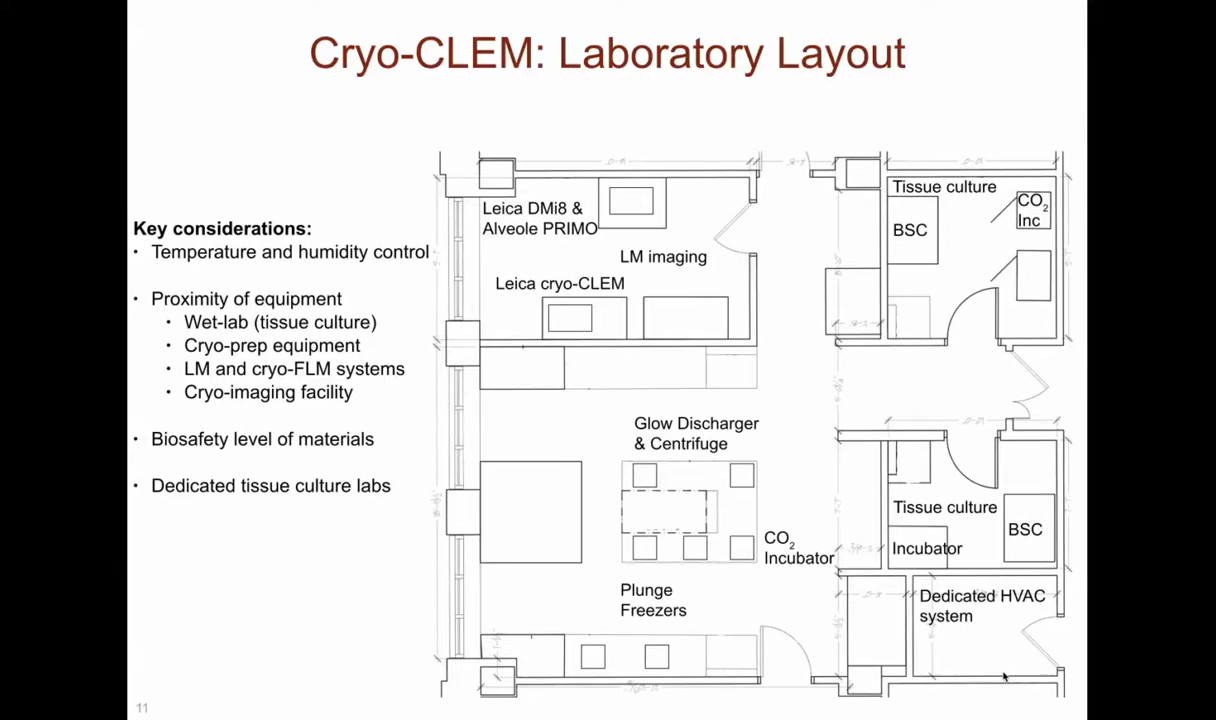 Cryo-CLEM: Laboratory Layout
Key considerations:
• Temperature and humidity control
• Proximity of equipment
• Wet-lab (tissue culture)
• Cryo-prep equipment
• LM and cryo-FLM systems
• Cryo-imaging facility
• Biosafety level of materials
• Dedicated tissue culture labs
Leica DMi8 &
Alveole PRIMO
LM imaging
Leica cryo-CLEM
Tissue culture
BSC
CO2
Inc
Glow Discharger
& Centrifuge
CO2
Incubator
Plunge
Freezers
Tissue culture
BSC
Incubator
Dedicated HVAC
system
11